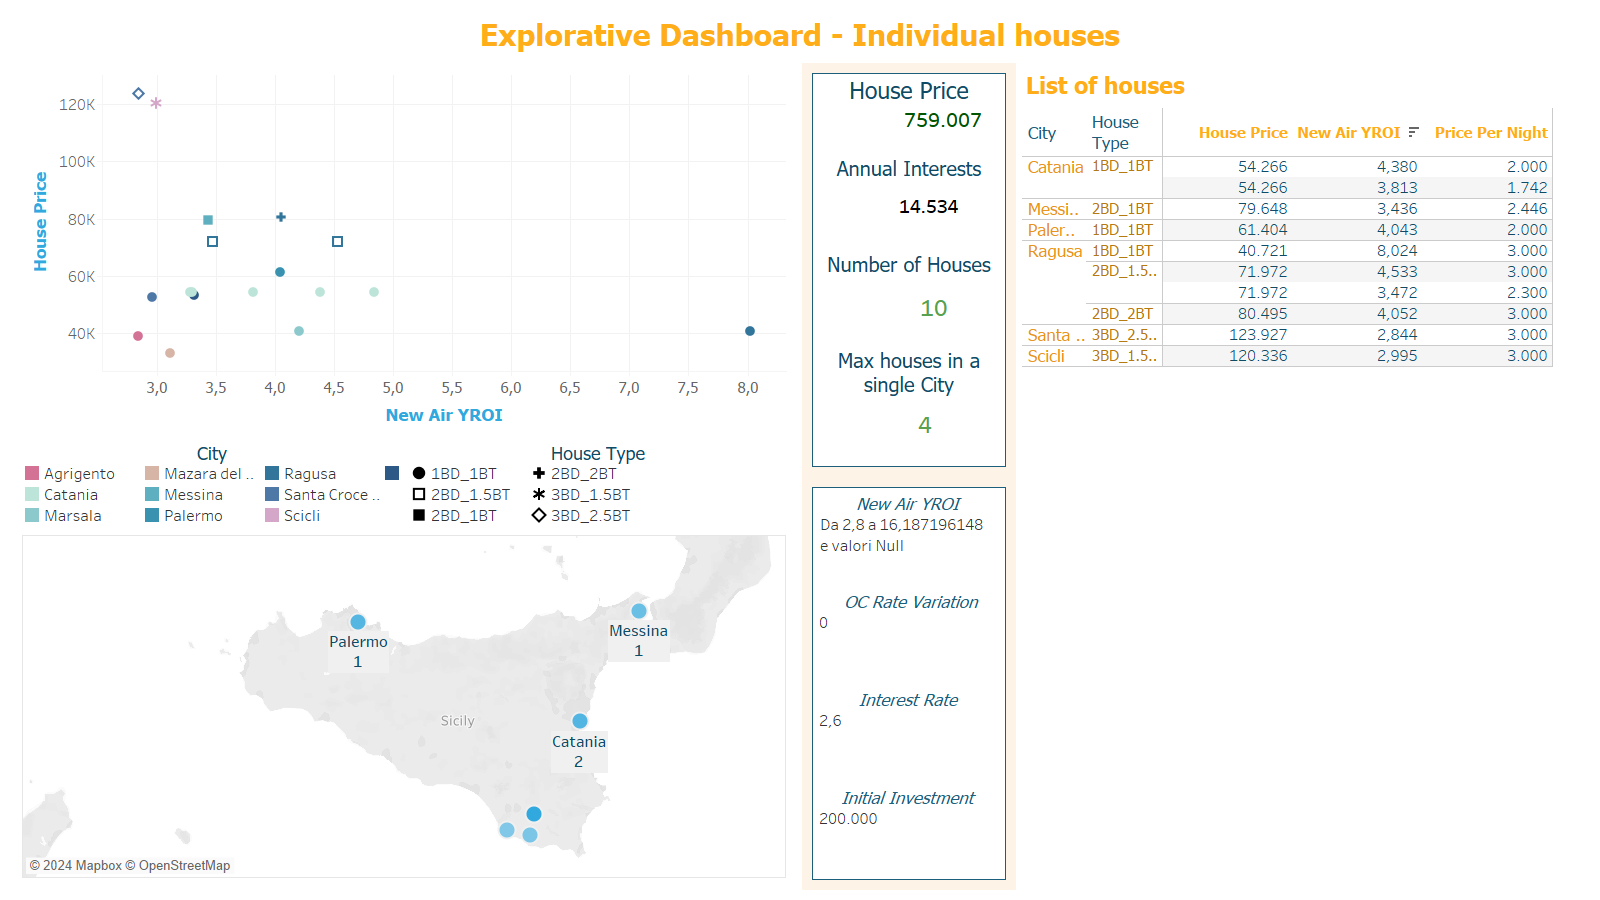 Explorative Dashboard - Individual houses
House Price
120K
100K
80K
60K
40K
3,0 3,5 4,0 4,5 5,0 5,5 6,0 6,5 7,0 7,5 8,0
New Air YROI
City
Agrigento Mazara del .. Ragusa
Catania Messina Santa Croce ..
Marsala Palermo Scicli
House Type
1BD_1BT 2BD_2BT
2BD_1.5BT 3BD_1.5BT
2BD_1BT 3BD_2.5BT
Palermo
1
Messina
1
Sicily
Catania
2
© 2024 Mapbox © OpenStreetMap
House Price
759.007
Annual Interests
14.534
Number of Houses
10
Max houses in a
single City
4
New Air YROI
Da 2,8 a 16,187196148
e valori Null
OC Rate Variation
0
Interest Rate
2,6
Initial Investment
200.000
List of houses
City House Type House Price New Air YROI Price Per Night
Catania 1BD_1BT 54.266 4,380 2.000
54.266 3,813 1.742
Messi.. 2BD_1BT 79.648 3,436 2.446
Paler.. 1BD_1BT 61.404 4,043 2.000
Ragusa 1BD_1BT 40.721 8,024 3.000
2BD_1.5.. 71.972 4,533 3.000
71.972 3,472 2.300
2BD_2BT 80.495 4,052 3.000
Santa .. 3BD_2.5.. 123.927 2,844 3.000
Scicli 3BD_1.5.. 120.336 2,995 3.000